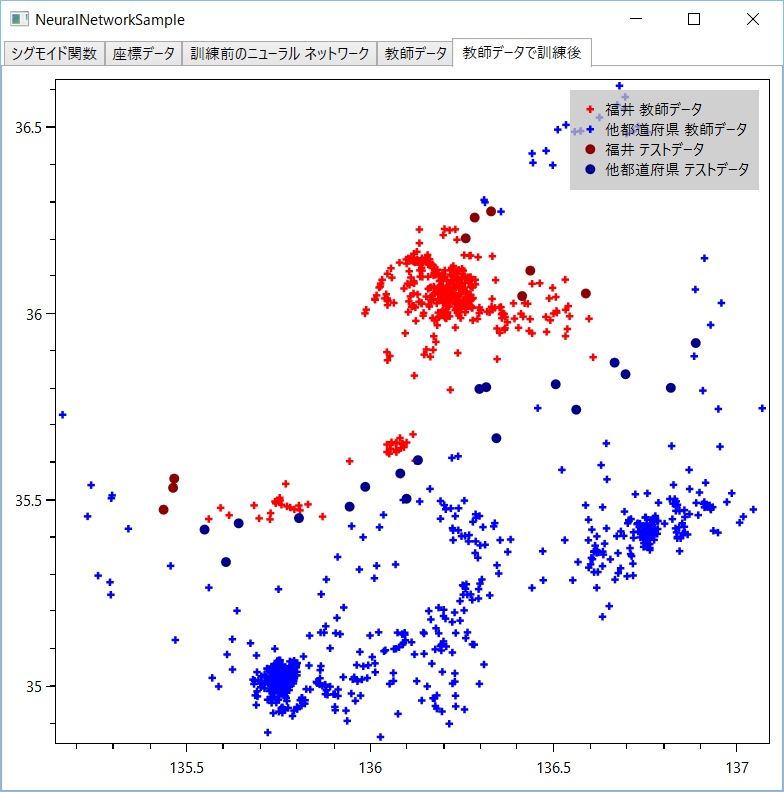 NeuralNetworkSample
シグモイド関数 座標データ 訓練前のニューラル ネットワーク 教師データ 教師データで訓練後
福井 教師データ
他都道府県 教師データ
福井 テストデータ
他都道府県 テストデータ
36.5
36
35.5
35
135.5 136 136.5 137